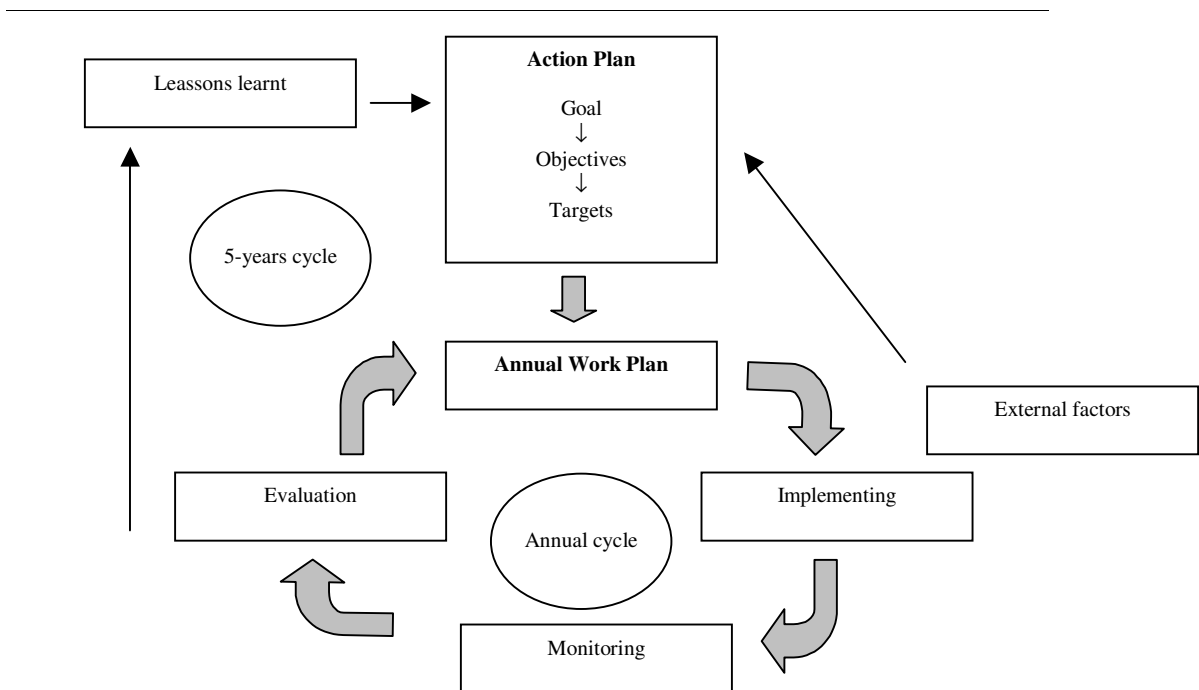 Leassons learnt
Action Plan
Goal
↓
Objectives
↓
Targets
5-years cycle
Annual Work Plan
External factors
Evaluation
Implementing
Annual cycle
Monitoring